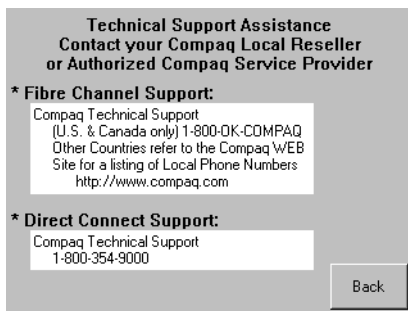 Technical Support Assistance
Contact your Compaq Local Reseller
or Authorized Compaq Service Provider
* Fibre Channel Support:
Compaq Technical Support
(U.S. & Canada only) 1-800-OK-COMPAQ
Other Countries refer to the Compaq WEB
Site for a listing of Local Phone Numbers
http://www.compaq.com
* Direct Connect Support:
Compaq Technical Support
1-800-354-9000
Back